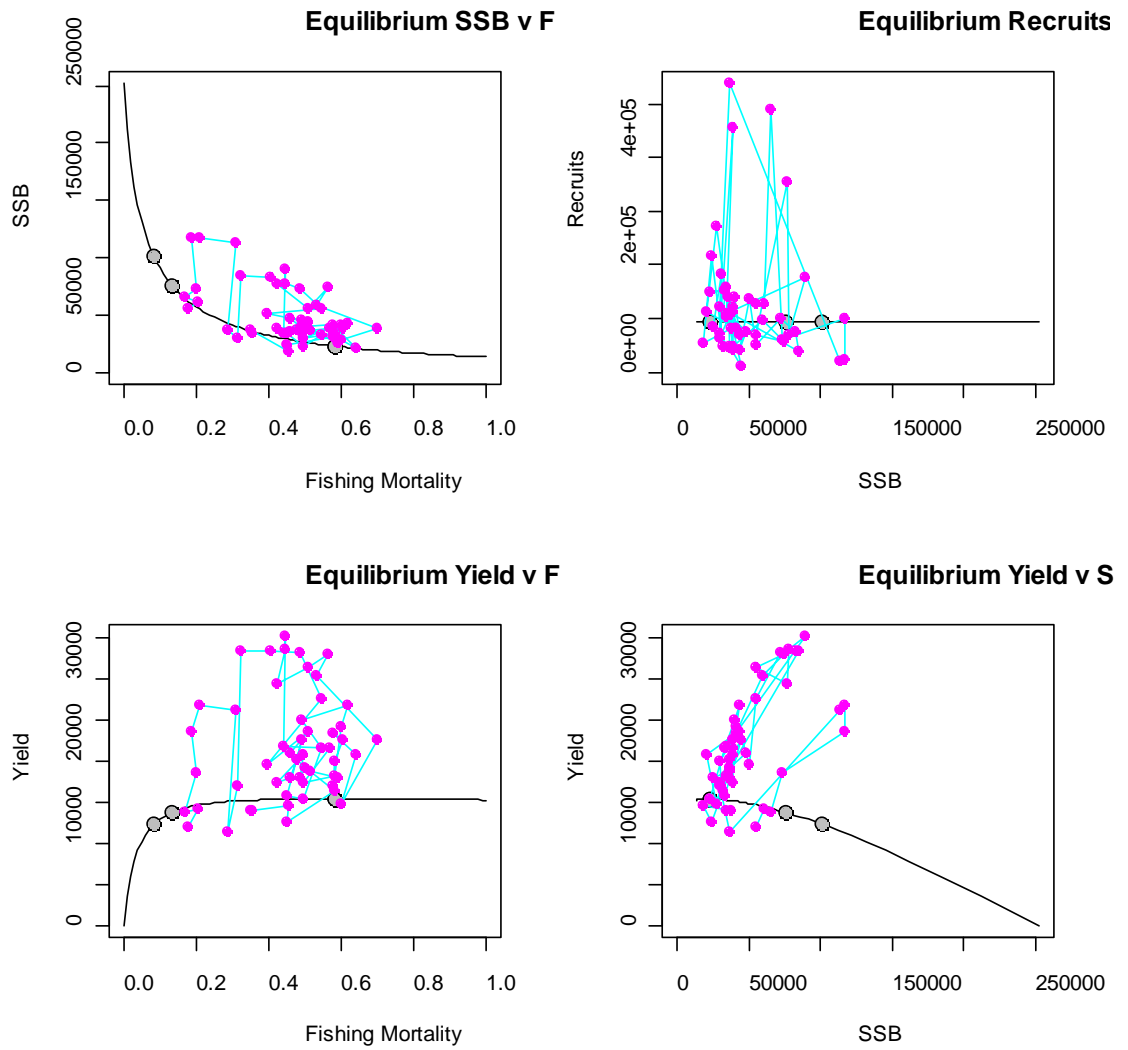 Equilibrium SSB v F
SSB
0 50000 150000 250000
0.0 0.2 0.4 0.6 0.8 1.0
Fishing Mortality
Equilibrium Recruits
Recruits
0e+00 2e+05 4e+05
0 50000 150000 250000
SSB
Equilibrium Yield v F
Yield
0 10000 20000 30000
0.0 0.2 0.4 0.6 0.8 1.0
Fishing Mortality
Equilibrium Yield v S
Yield
0 10000 20000 30000
0 50000 150000 250000
SSB